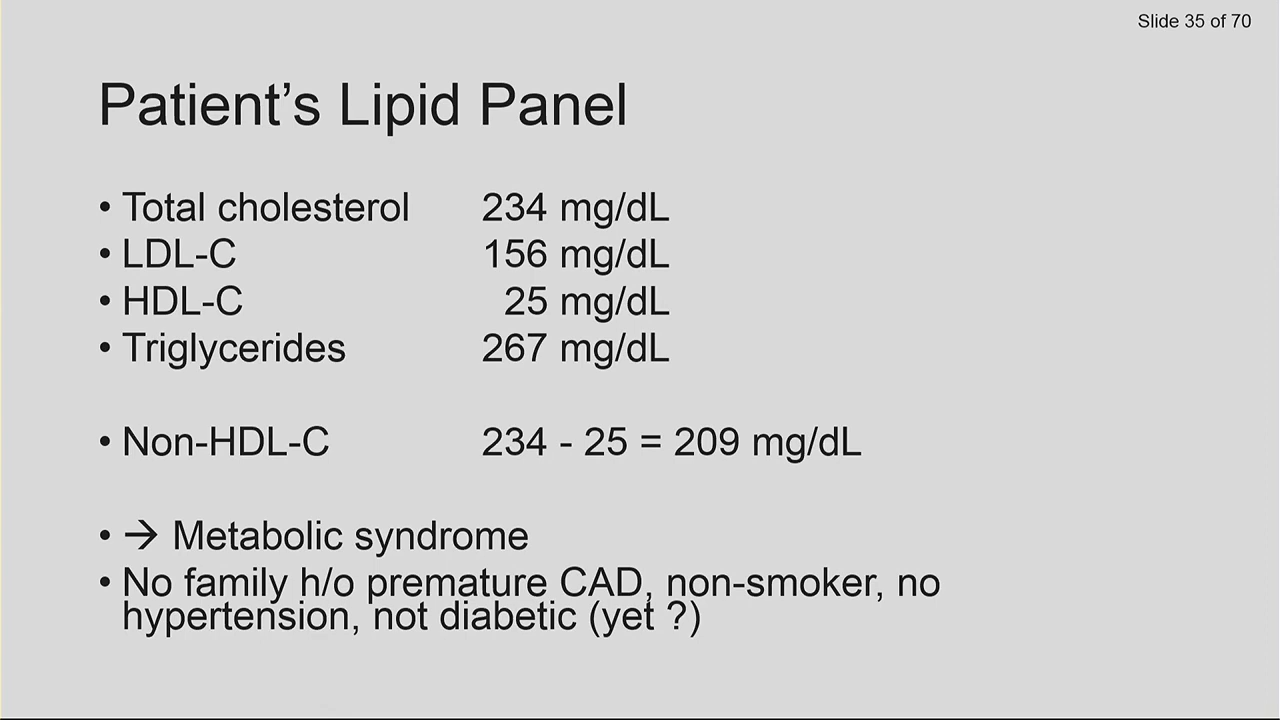 Slide 35 of 70
Patient’s Lipid Panel
• Total cholesterol 234 mg/dL
• LDL-C 156 mg/dL
• HDL-C 25 mg/dL
• Triglycerides 267 mg/dL
• Non-HDL-C 234 - 25 = 209 mg/dL
• → Metabolic syndrome
• No family h/o premature CAD, non-smoker, no
hypertension, not diabetic (yet ?)